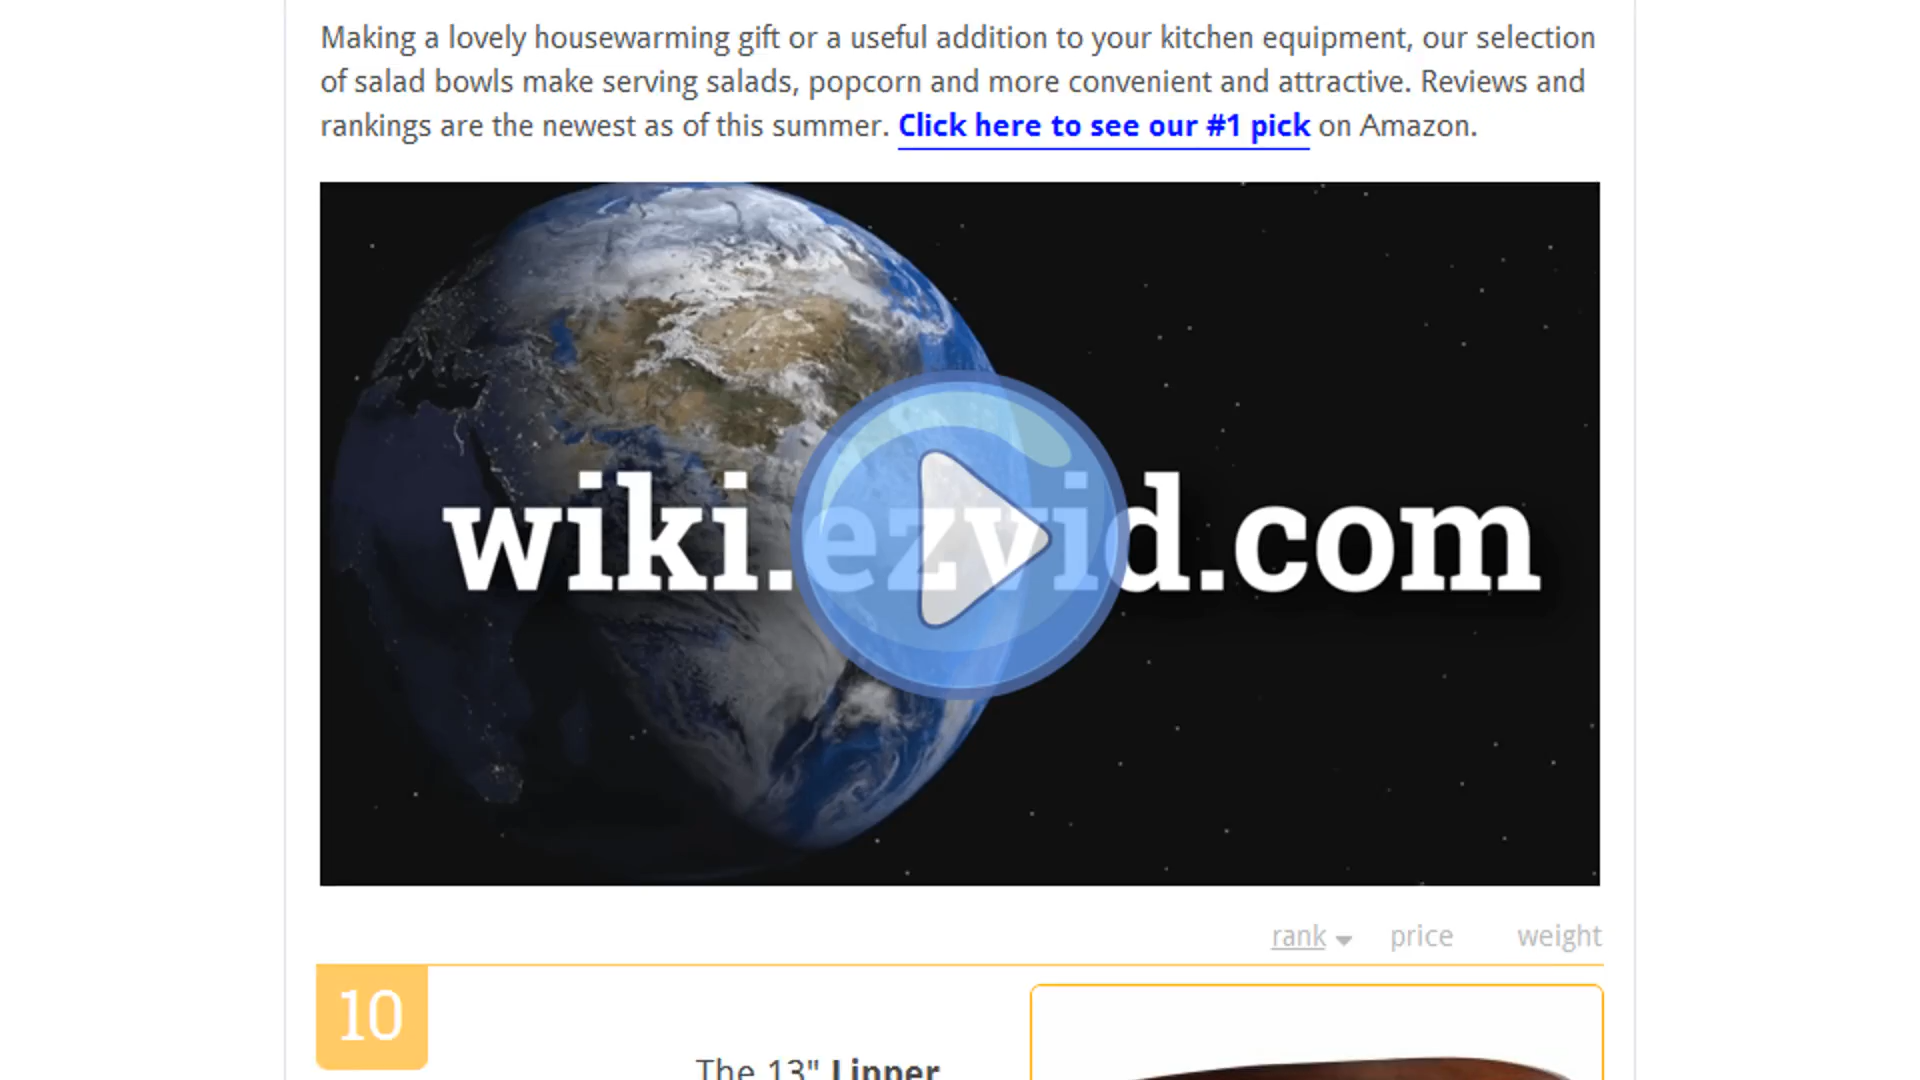 Making a lovely housewarming gift or a useful addition to your kitchen equipment, our selection
of salad bowls make serving salads, popcorn and more convenient and attractive. Reviews and
rankings are the newest as of this summer. Click here to see our #1 pick on Amazon.
wiki.ezvid.com
rank price weight
10
The 13" Lipper